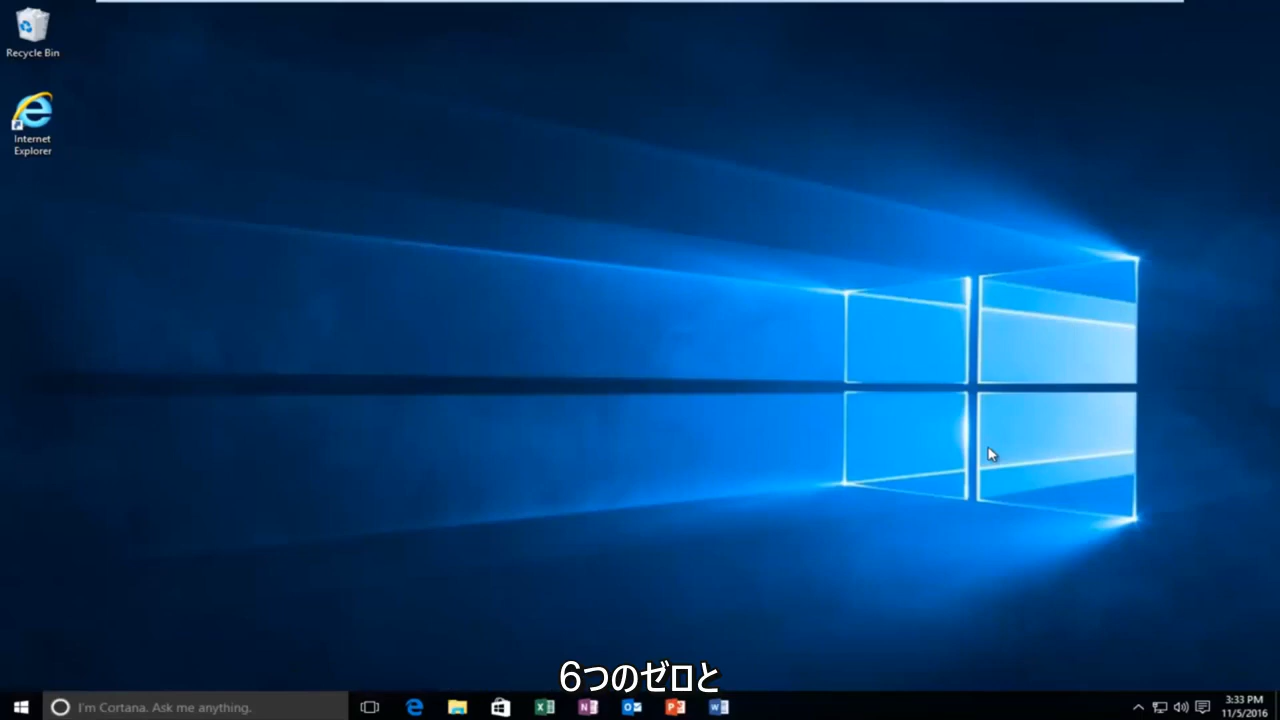 Recycle Bin
Internet
Explorer
6つのゼロと
I'm Cortana. Ask me anything.
3:33 PM
11/5/2016